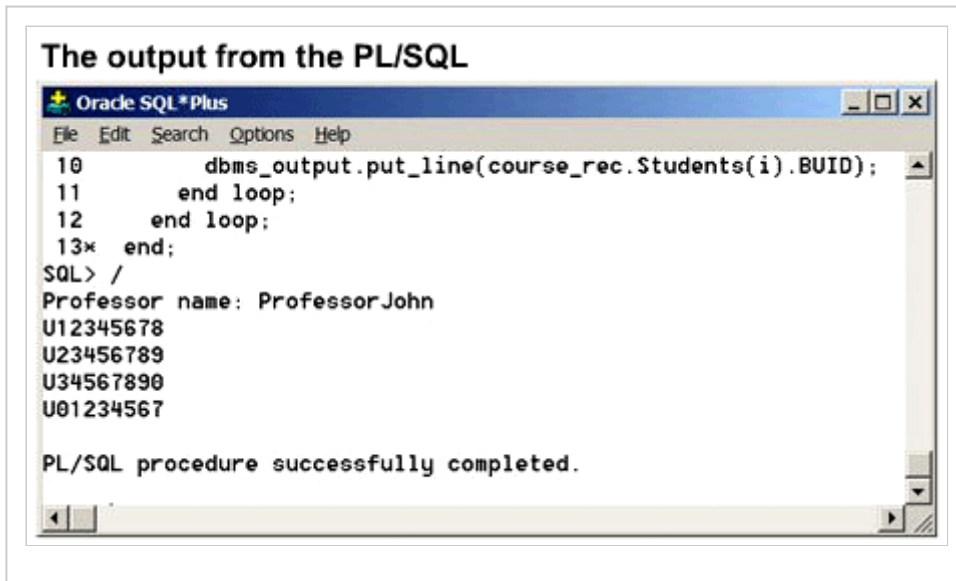 The output from the PL/SQL
Oracle SQL*Plus
File Edit Search Options Help
10 dbms_output.put_line(course_rec.Students(i).BUID);
11 end loop;
12 end loop;
13* end;
SQL> /
Professor name: ProfessorJohn
U12345678
U23456789
U34567890
U01234567
PL/SQL procedure successfully completed.